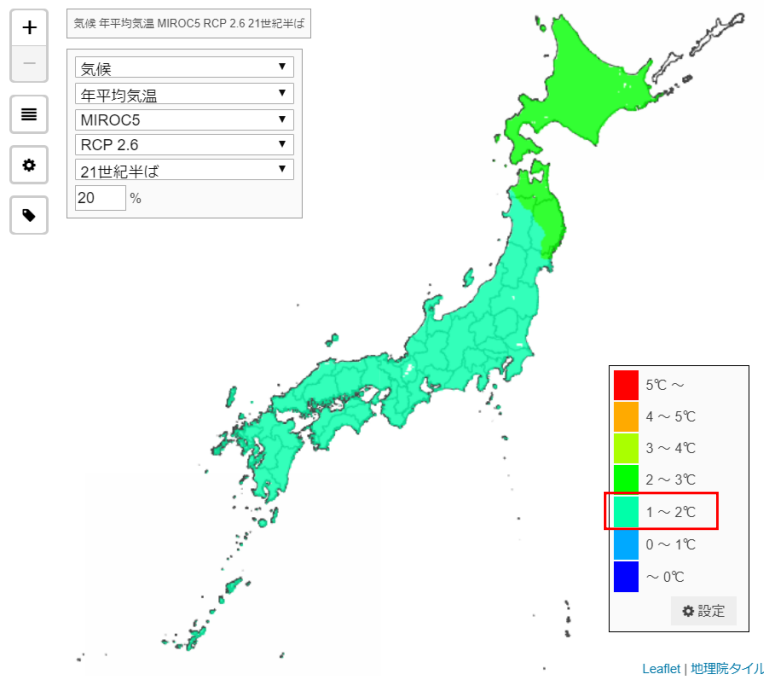 +
気候 年平均気温 MIROC5 RCP 2.6 21世紀半ば
−
気候
年平均気温
MIROC5
RCP 2.6
21世紀半ば
20 %
5℃ ～
4 ～ 5℃
3 ～ 4℃
2 ～ 3℃
1 ～ 2℃
0 ～ 1℃
～ 0℃
設定
Leaflet | 地理院タイル